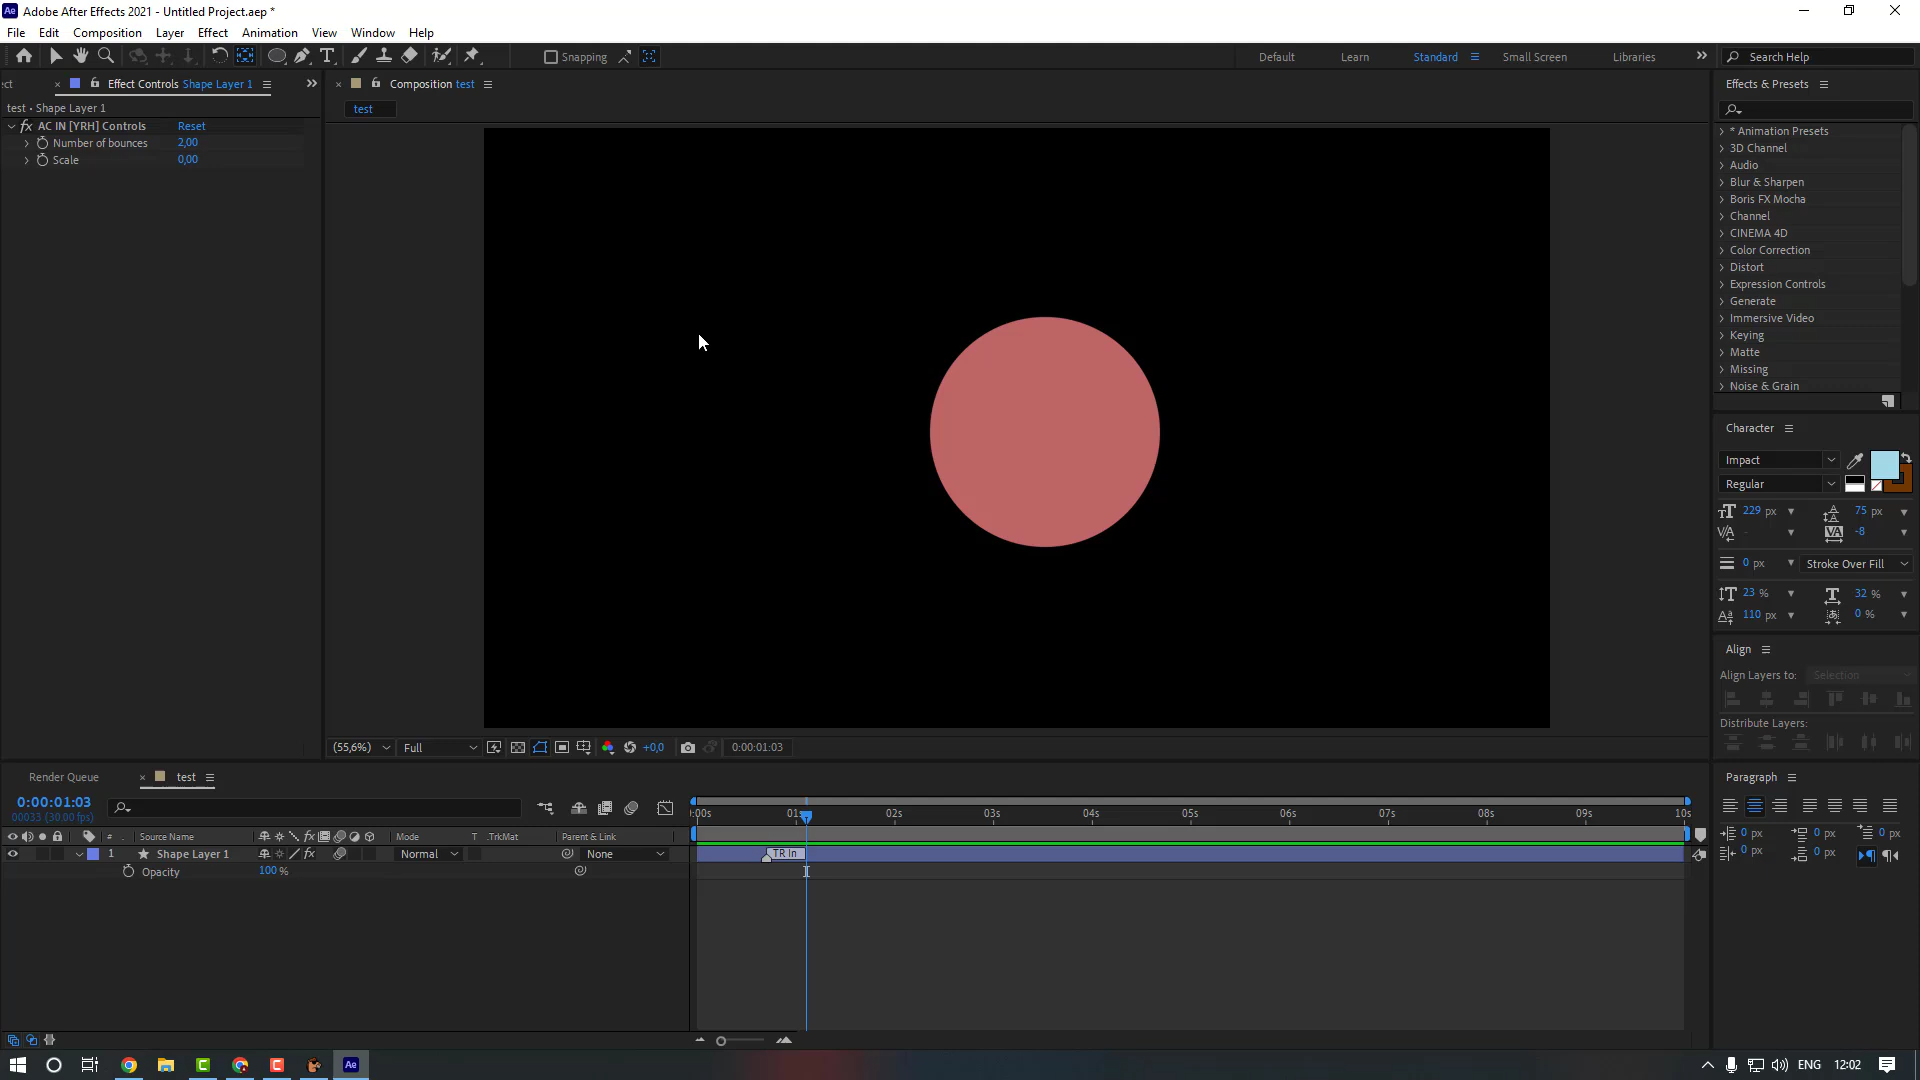 Ae Adobe After Effects 2021 - Untitled Project.aep *
File Edit Composition Layer Effect Animation View Window Help
Snapping
Default Learn Standard Small Screen Libraries
Search Help
ct Effect Controls Shape Layer 1
test • Shape Layer 1
fx AC IN [YRH] Controls Reset
Number of bounces 2,00
Scale 0,00
Composition test
test
(55,6%) Full +0,0 0:00:01:03
Effects & Presets
* Animation Presets
3D Channel
Audio
Blur & Sharpen
Boris FX Mocha
Channel
CINEMA 4D
Color Correction
Distort
Expression Controls
Generate
Immersive Video
Keying
Matte
Missing
Noise & Grain
Character
Impact
Regular
229 px 75 px
- -8
0 px Stroke Over Fill
23 % 32 %
110 px 0 %
Align
Align Layers to: Selection
Distribute Layers:
Paragraph
0 px 0 px 0 px
0 px 0 px
Render Queue test
0:00:01:03
00033 (30.00 fps)
# Source Name Mode T .TrkMat Parent & Link
1 Shape Layer 1 fx Normal None
Opacity 100 %
:00s 01s 02s 03s 04s 05s 06s 07s 08s 09s 10s
TR In
Ae
ENG 12:02